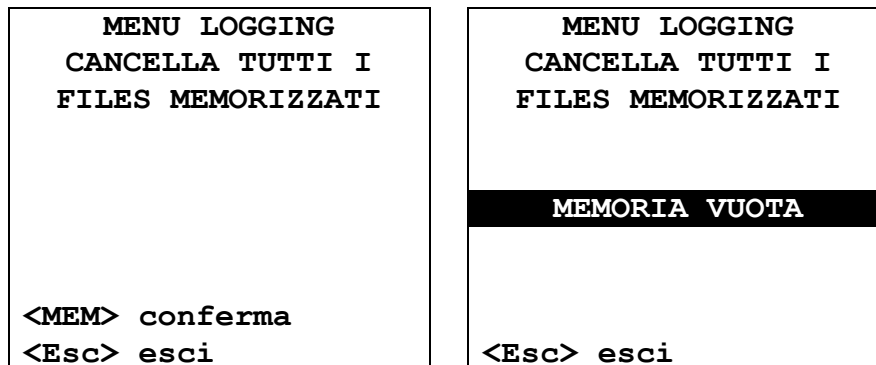 MENU LOGGING
CANCELLA TUTTI I
FILES MEMORIZZATI
<MEM> conferma
<Esc> esci
MENU LOGGING
CANCELLA TUTTI I
FILES MEMORIZZATI
MEMORIA VUOTA
<Esc> esci